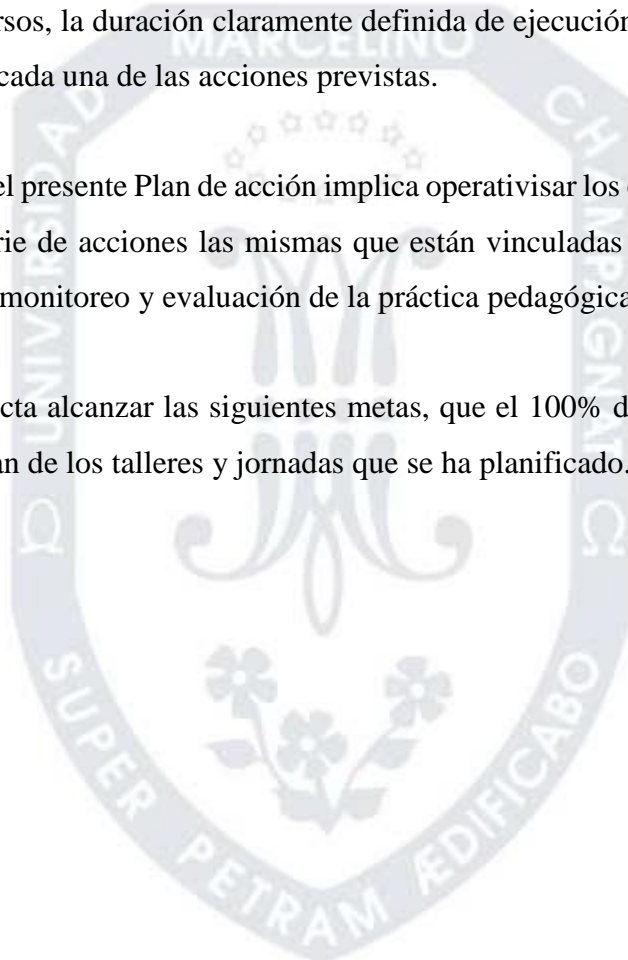 rsos, la duración claramente definida de ejecución
cada una de las acciones previstas.
el presente Plan de acción implica operativisar los
rie de acciones las mismas que están vinculadas
monitoreo y evaluación de la práctica pedagógica
cta alcanzar las siguientes metas, que el 100% d
an de los talleres y jornadas que se ha planificado.
UNIVERSIDAD
MARCELINO
CHAMPAGNAT
SUPER PETRAM ÆDIFICABO